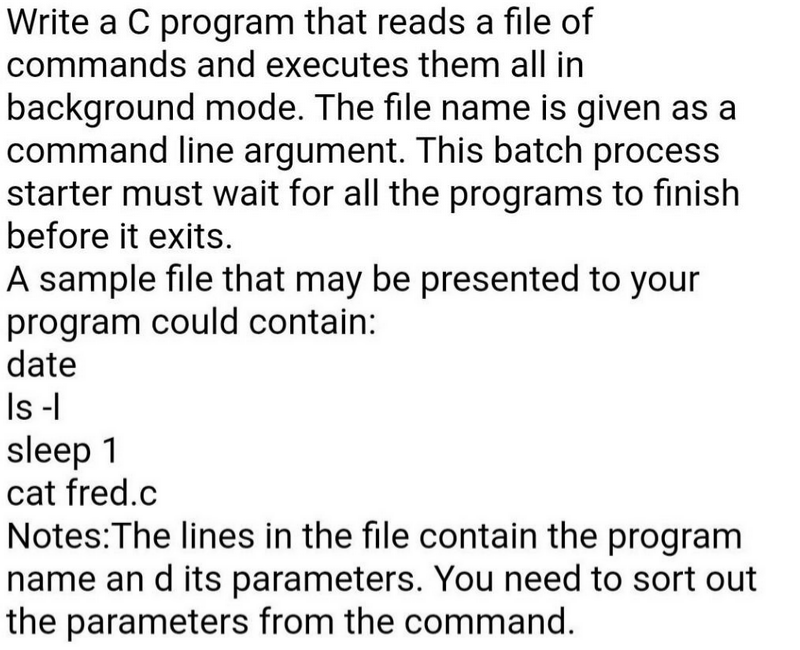 Write a C program that reads a file of
commands and executes them all in
background mode. The file name is given as a
command line argument. This batch process
starter must wait for all the programs to finish
before it exits.
A sample file that may be presented to your
program could contain:
date
ls -l
sleep 1
cat fred.c
Notes:The lines in the file contain the program
name an d its parameters. You need to sort out
the parameters from the command.